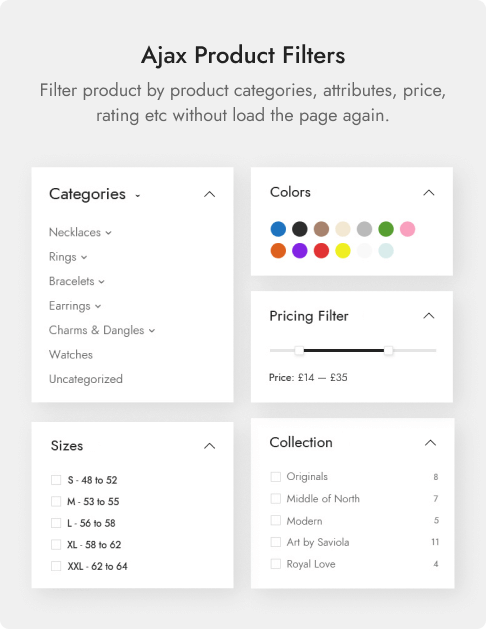 Ajax Product Filters
Filter product by product categories, attributes, price,
rating etc without load the page again.
Categories
Necklaces
Rings
Bracelets
Earrings
Charms & Dangles
Watches
Uncategorized
Colors
Pricing Filter
Price: £14 — £35
Sizes
S - 48 to 52
M - 53 to 55
L - 56 to 58
XL - 58 to 62
XXL - 62 to 64
Collection
Originals 8
Middle of North 7
Modern 5
Art by Saviola 11
Royal Love 4